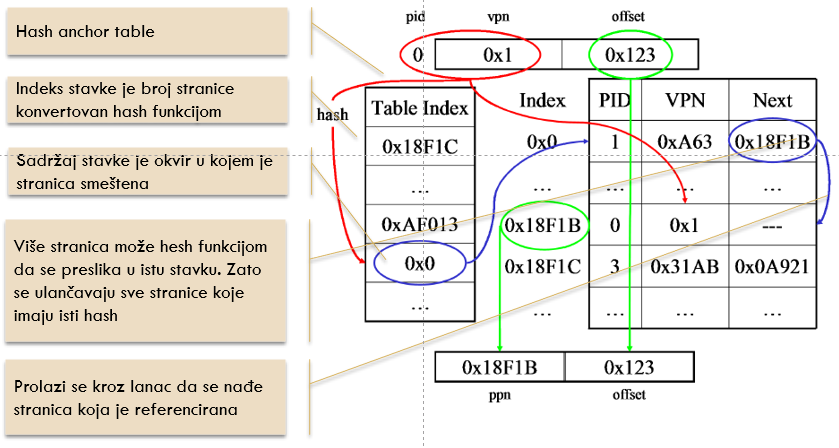 Hash anchor table
Indeks stavke je broj stranice
konvertovan hash funkcijom
Sadržaj stavke je okvir u kojem je
stranica smeštena
Više stranica može hesh funkcijom
da se preslika u istu stavku. Zato
se ulančavaju sve stranice koje
imaju isti hash
Prolazi se kroz lanac da se nađe
stranica koja je referencirana
pid vpn offset
0 0x1 0x123
hash
Table Index
0x18F1C
...
0xAF013
0x0
...
Index PID VPN Next
0x0 1 0xA63 0x18F1B
... ... ... ...
0x18F1B 0 0x1 ---
0x18F1C 3 0x31AB 0x0A921
... ... ... ...
0x18F1B 0x123
ppn offset